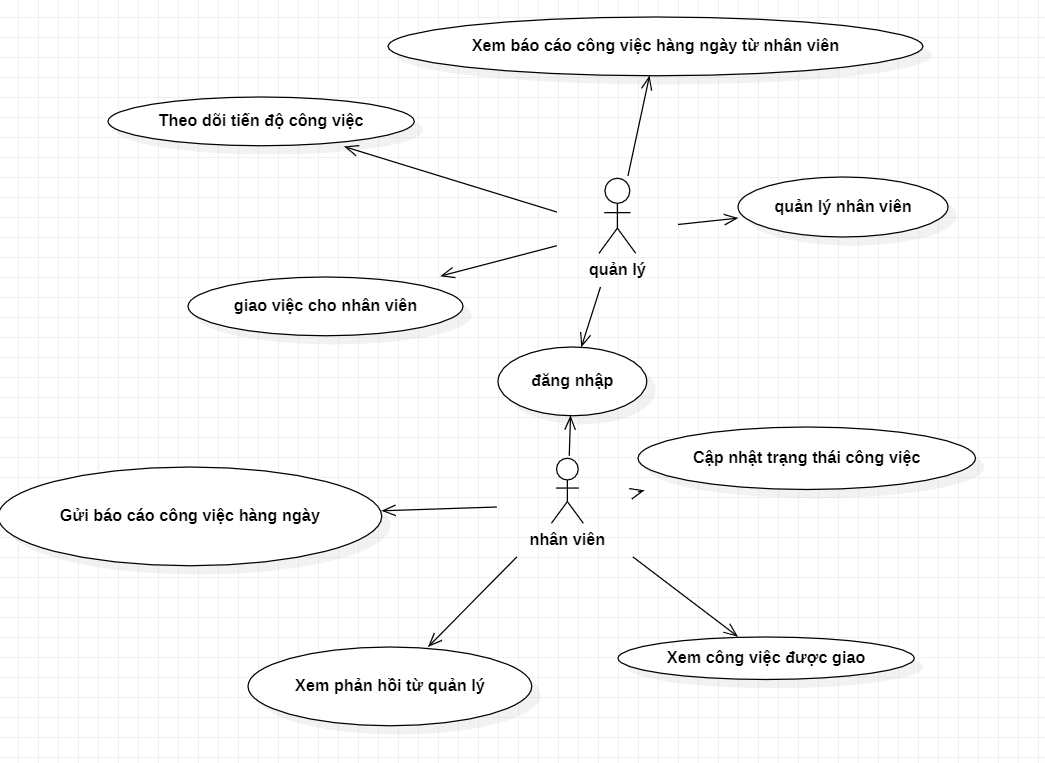 Xem báo cáo công việc hàng ngày từ nhân viên
Theo dõi tiến độ công việc
quản lý nhân viên
quản lý
giao việc cho nhân viên
đăng nhập
Cập nhật trạng thái công việc
Gửi báo cáo công việc hàng ngày
nhân viên
Xem công việc được giao
Xem phản hồi từ quản lý